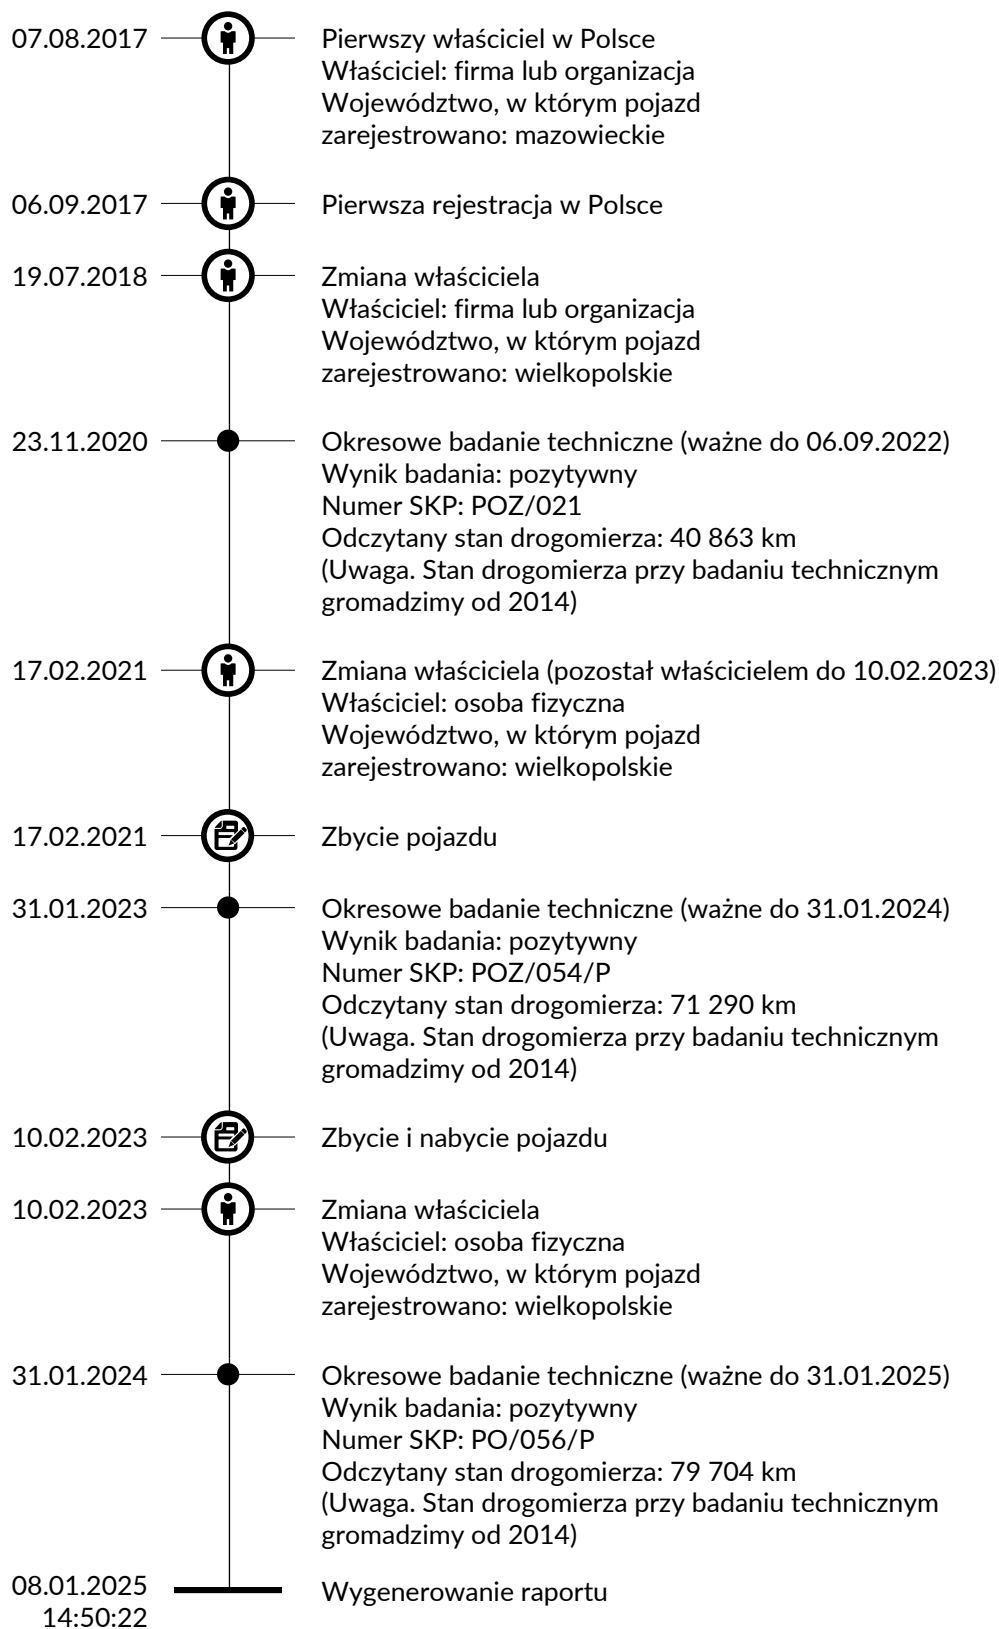 07.08.2017
Pierwszy właściciel w Polsce
Właściciel: firma lub organizacja
Województwo, w którym pojazd
zarejestrowano: mazowieckie
06.09.2017
Pierwsza rejestracja w Polsce
19.07.2018
Zmiana właściciela
Właściciel: firma lub organizacja
Województwo, w którym pojazd
zarejestrowano: wielkopolskie
23.11.2020
Okresowe badanie techniczne (ważne do 06.09.2022)
Wynik badania: pozytywny
Numer SKP: POZ/021
Odczytany stan drogomierza: 40 863 km
(Uwaga. Stan drogomierza przy badaniu technicznym
gromadzimy od 2014)
17.02.2021
Zmiana właściciela (pozostał właścicielem do 10.02.2023)
Właściciel: osoba fizyczna
Województwo, w którym pojazd
zarejestrowano: wielkopolskie
17.02.2021
Zbycie pojazdu
31.01.2023
Okresowe badanie techniczne (ważne do 31.01.2024)
Wynik badania: pozytywny
Numer SKP: POZ/054/P
Odczytany stan drogomierza: 71 290 km
(Uwaga. Stan drogomierza przy badaniu technicznym
gromadzimy od 2014)
10.02.2023
Zbycie i nabycie pojazdu
10.02.2023
Zmiana właściciela
Właściciel: osoba fizyczna
Województwo, w którym pojazd
zarejestrowano: wielkopolskie
31.01.2024
Okresowe badanie techniczne (ważne do 31.01.2025)
Wynik badania: pozytywny
Numer SKP: PO/056/P
Odczytany stan drogomierza: 79 704 km
(Uwaga. Stan drogomierza przy badaniu technicznym
gromadzimy od 2014)
08.01.2025
14:50:22
Wygenerowanie raportu